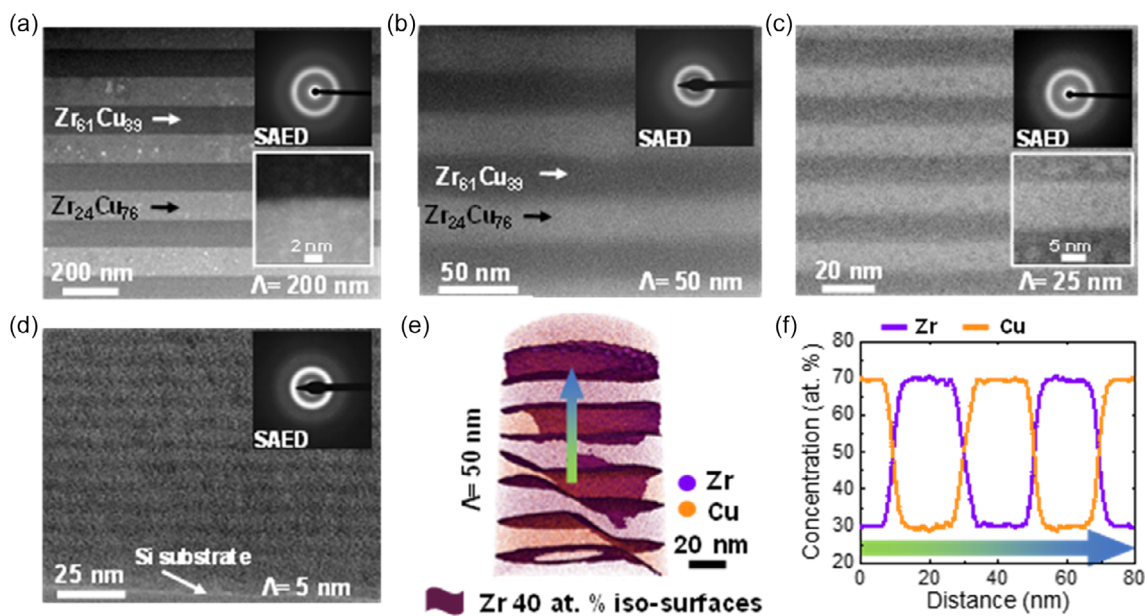 (a)
SAED
Zr61Cu39
Zr24Cu76
2 nm
200 nm
Λ= 200 nm
(b)
SAED
Zr61Cu39
Zr24Cu76
50 nm
Λ= 50 nm
(c)
SAED
5 nm
20 nm
Λ= 25 nm
(d)
SAED
Si substrate
25 nm
Λ= 5 nm
(e)
Λ= 50 nm
Zr
Cu
20 nm
Zr 40 at. % iso-surfaces
(f)
Zr Cu
Concentration (at. %)
80
70
60
50
40
30
20
0 20 40 60 80
Distance (nm)